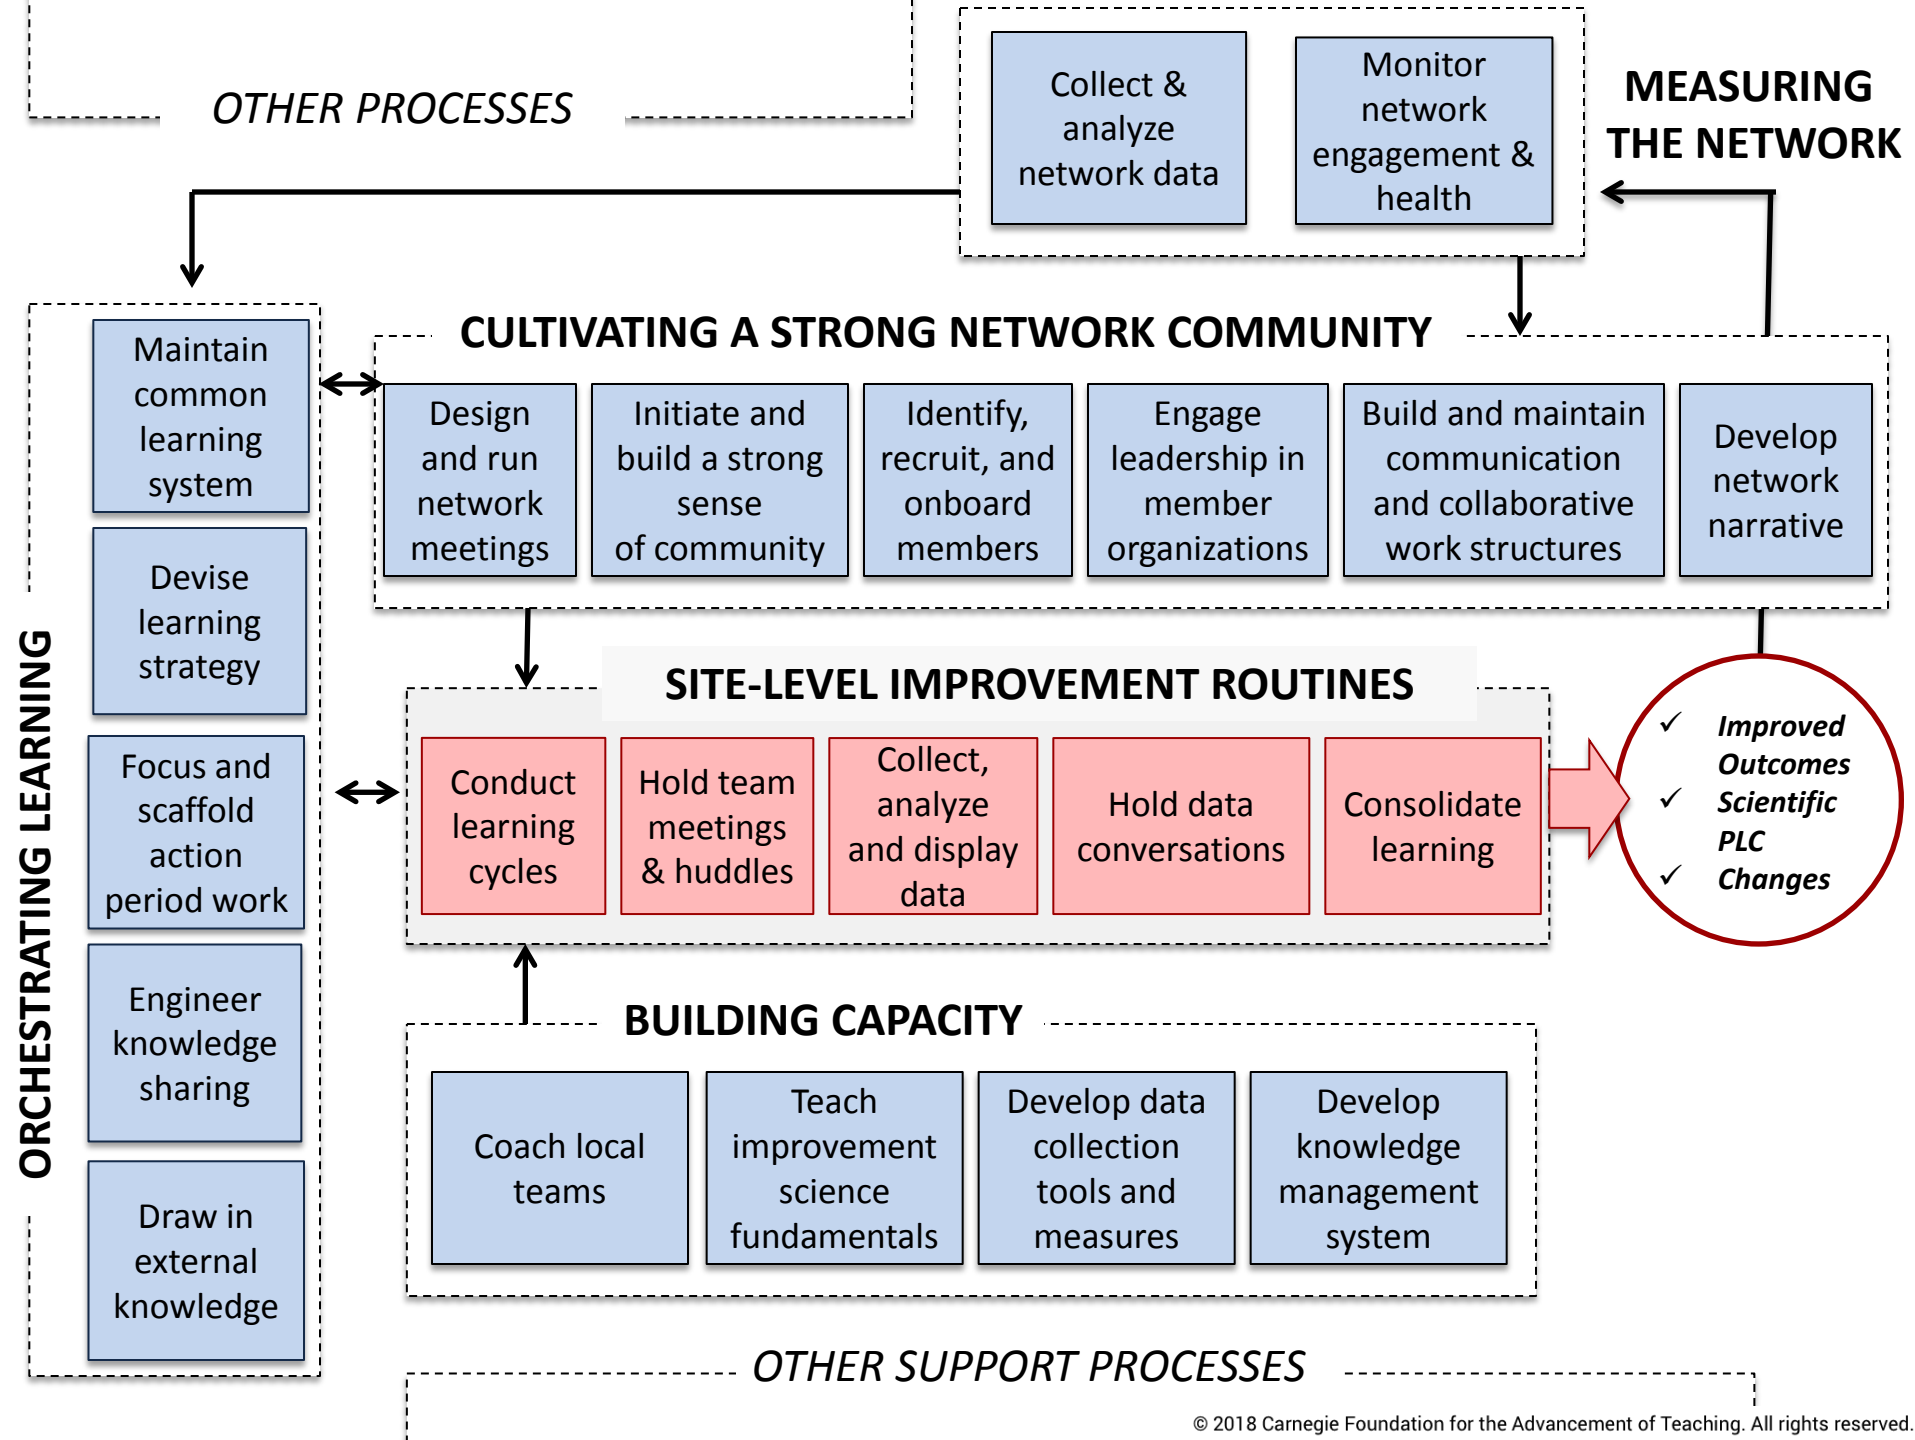 OTHER PROCESSES
Collect &
analyze
network data
Monitor
network
engagement &
health
MEASURING
THE NETWORK
ORCHESTRATING LEARNING
Maintain
common
learning
system
Devise
learning
strategy
Focus and
scaffold
action
period work
Engineer
knowledge
sharing
Draw in
external
knowledge
CULTIVATING A STRONG NETWORK COMMUNITY
Design
and run
network
meetings
Initiate and
build a strong
sense
of community
Identify,
recruit, and
onboard
members
Engage
leadership in
member
organizations
Build and maintain
communication
and collaborative
work structures
Develop
network
narrative
SITE-LEVEL IMPROVEMENT ROUTINES
Conduct
learning
cycles
Hold team
meetings
& huddles
Collect,
analyze
and display
data
Hold data
conversations
Consolidate
learning
✓ Improved
Outcomes
✓ Scientific
PLC
✓ Changes
BUILDING CAPACITY
Coach local
teams
Teach
improvement
science
fundamentals
Develop data
collection
tools and
measures
Develop
knowledge
management
system
OTHER SUPPORT PROCESSES
© 2018 Carnegie Foundation for the Advancement of Teaching. All rights reserved.